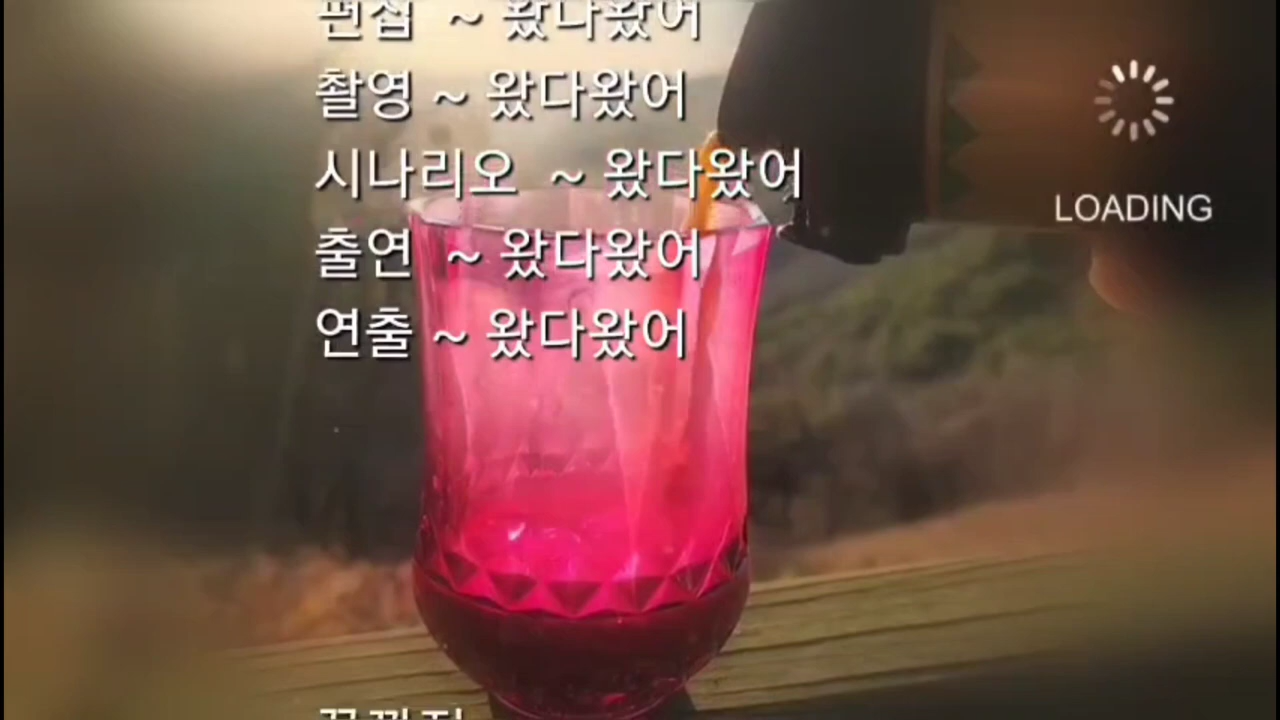 편집 ~ 왔다왔어
촬영 ~ 왔다왔어
LOADING
시나리오 ~ 왔다왔어
출연 ~ 왔다왔어
연출 ~ 왔다왔어